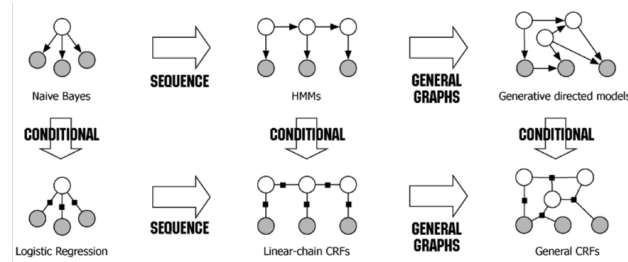 SEQUENCE
GENERAL
GRAPHS
Naive Bayes
HMMs
Generative directed models
CONDITIONAL
CONDITIONAL
CONDITIONAL
SEQUENCE
GENERAL
GRAPHS
Logistic Regression
Linear-chain CRFs
General CRFs